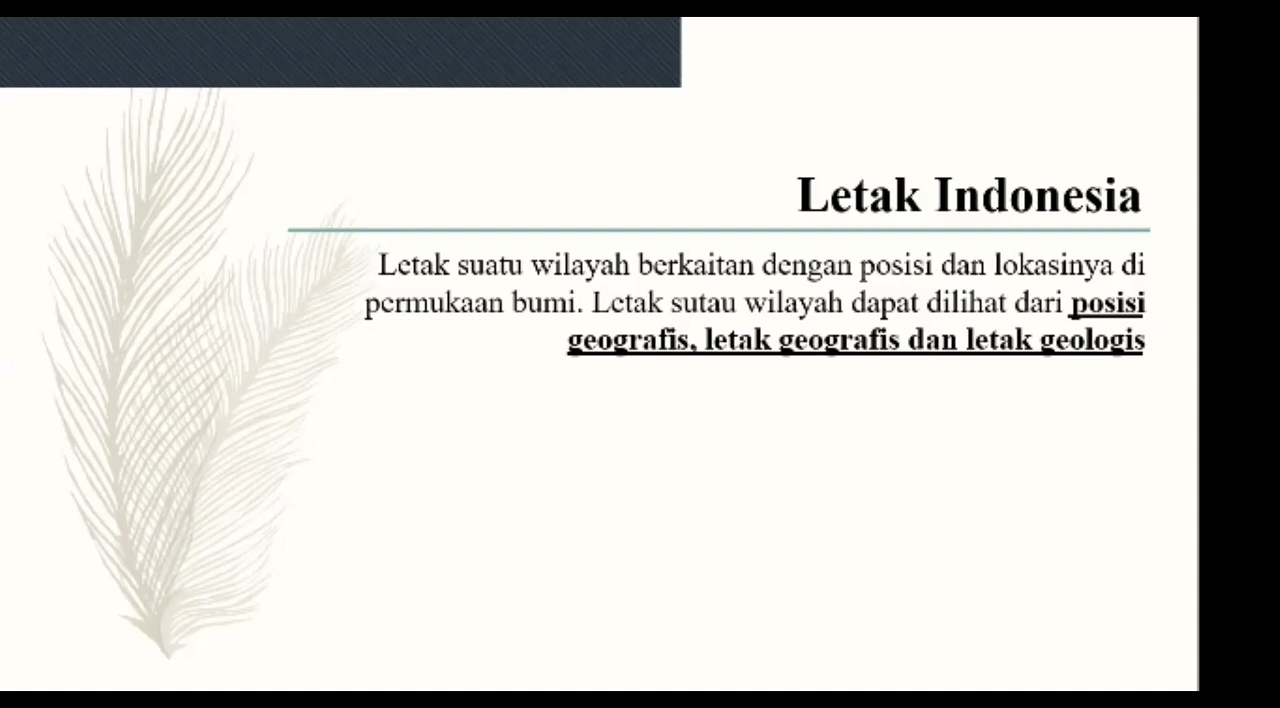 Letak Indonesia
Letak suatu wilayah berkaitan dengan posisi dan lokasinya di
permukaan bumi. Letak sutau wilayah dapat dilihat dari posisi
geografis, letak geografis dan letak geologis